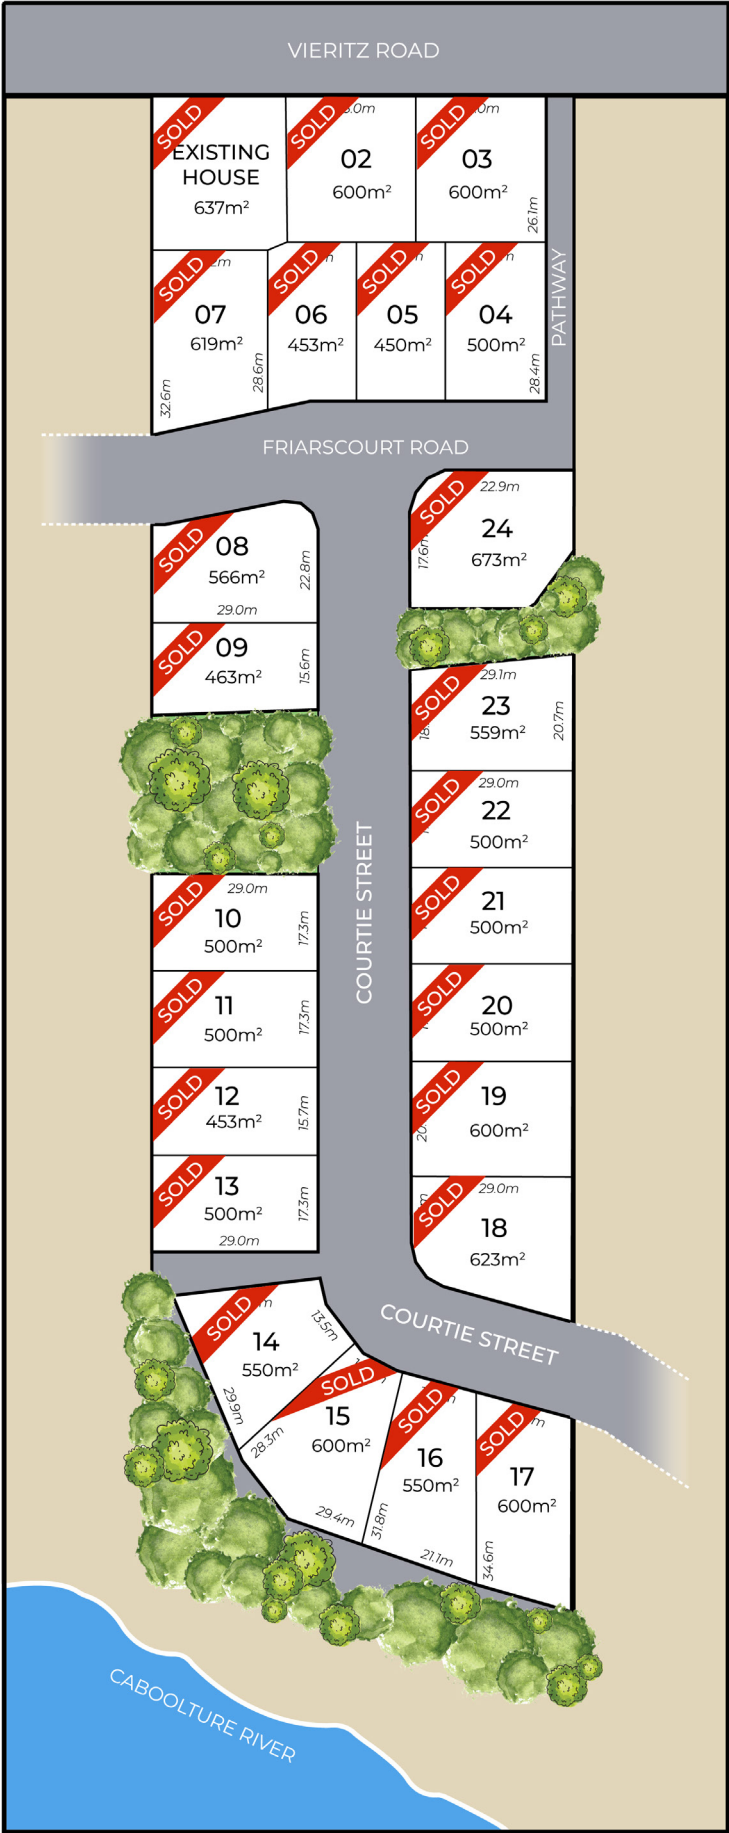 VIERITZ ROAD
SOLD
EXISTING
HOUSE
637m²
SOLD
02
600m²
SOLD
03
600m²
26.1m
PATHWAY
SOLD
07
619m²
32.6m
28.6m
SOLD
06
453m²
SOLD
05
450m²
SOLD
04
500m²
28.4m
FRIARSCOURT ROAD
SOLD
22.9m
24
673m²
17.6m
SOLD
08
566m²
22.8m
29.0m
SOLD
09
463m²
15.6m
SOLD
29.1m
23
559m²
20.7m
SOLD
29.0m
22
500m²
COURTIE STREET
SOLD
29.0m
10
500m²
17.3m
SOLD
21
500m²
SOLD
11
500m²
17.3m
SOLD
20
500m²
SOLD
12
453m²
15.7m
SOLD
19
600m²
SOLD
13
500m²
17.3m
29.0m
SOLD
29.0m
18
623m²
COURTIE STREET
SOLD
14
550m²
13.5m
29.9m
SOLD
15
600m²
28.3m
29.4m
SOLD
16
550m²
31.8m
21.1m
SOLD
17
600m²
34.6m
CABOOLTURE RIVER